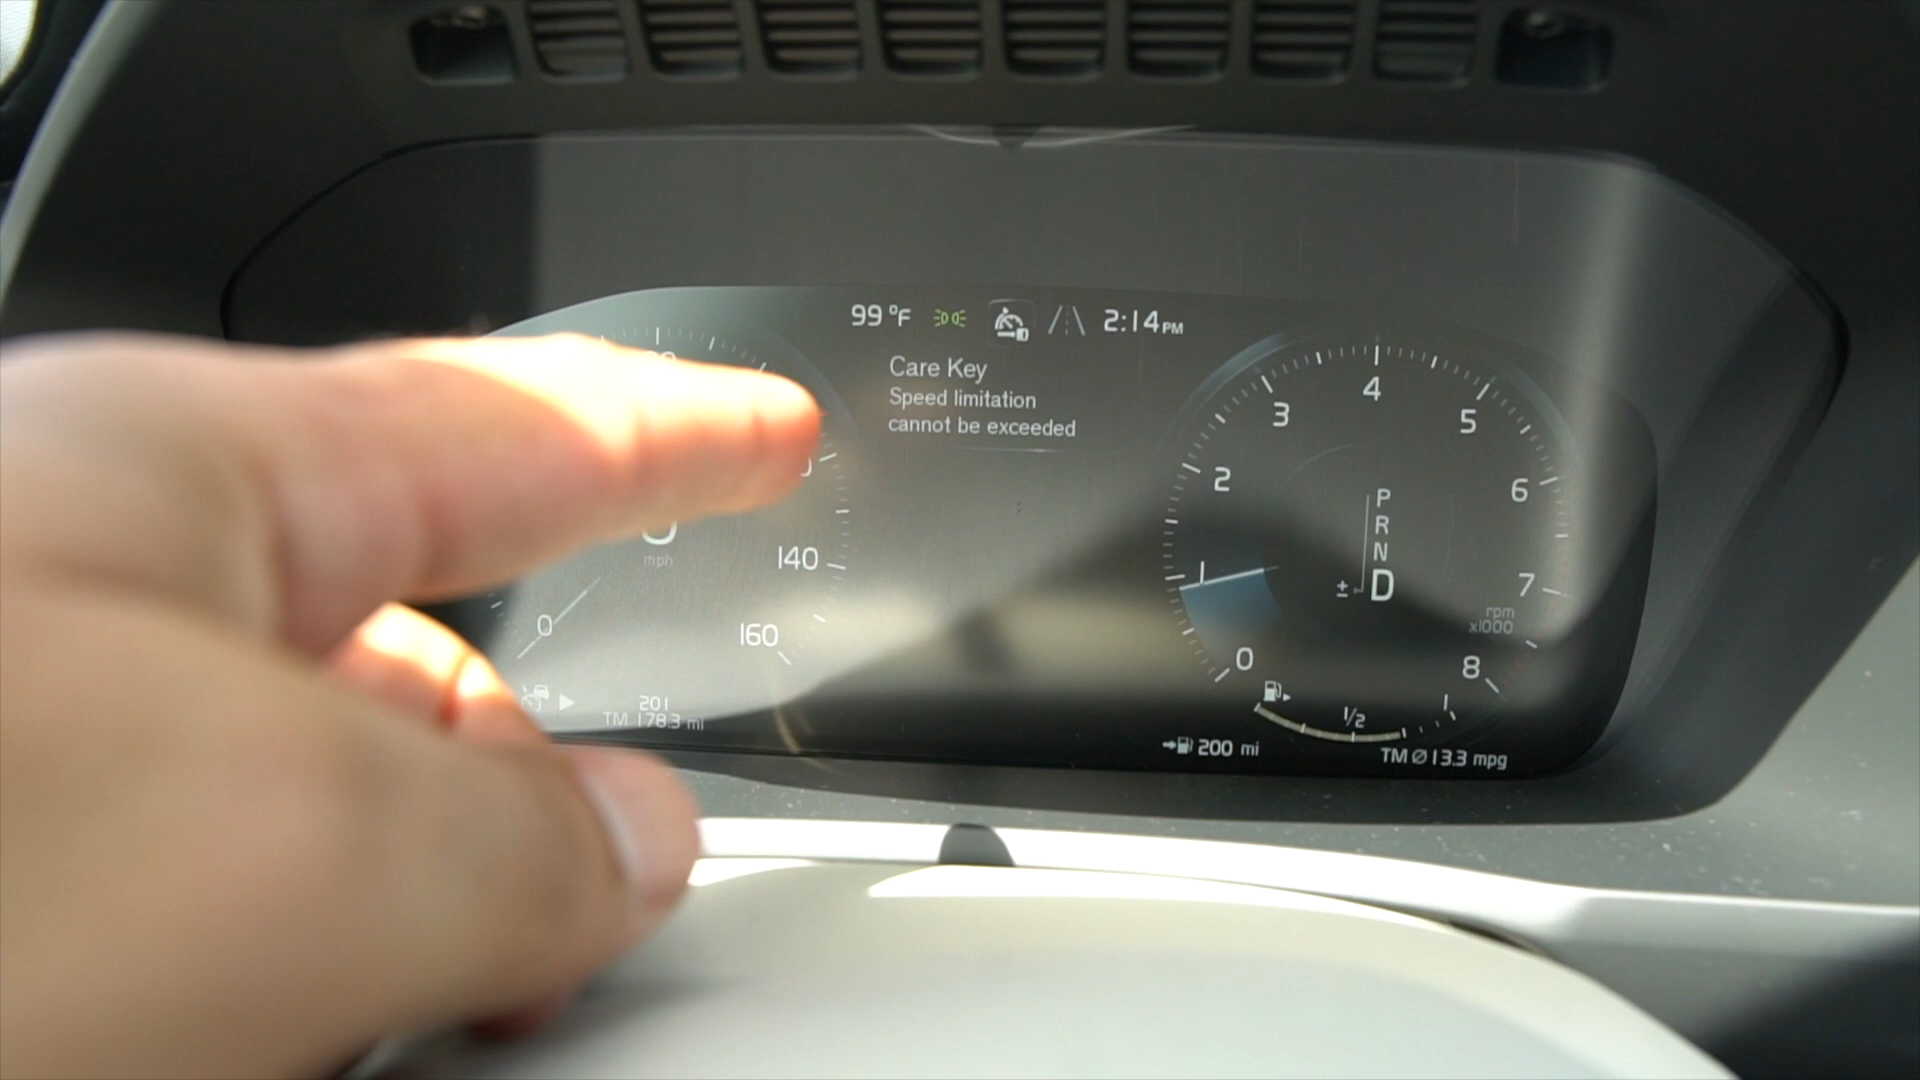 99 °F 2:14 PM
Care Key
Speed limitation
cannot be exceeded
mph
0
140
160
201
TM 178.3 mi
0
1
2
3
4
5
6
7
8
P
R
N
D
±
rpm
x1000
1/2
1
200 mi
TM Ø 13.3 mpg